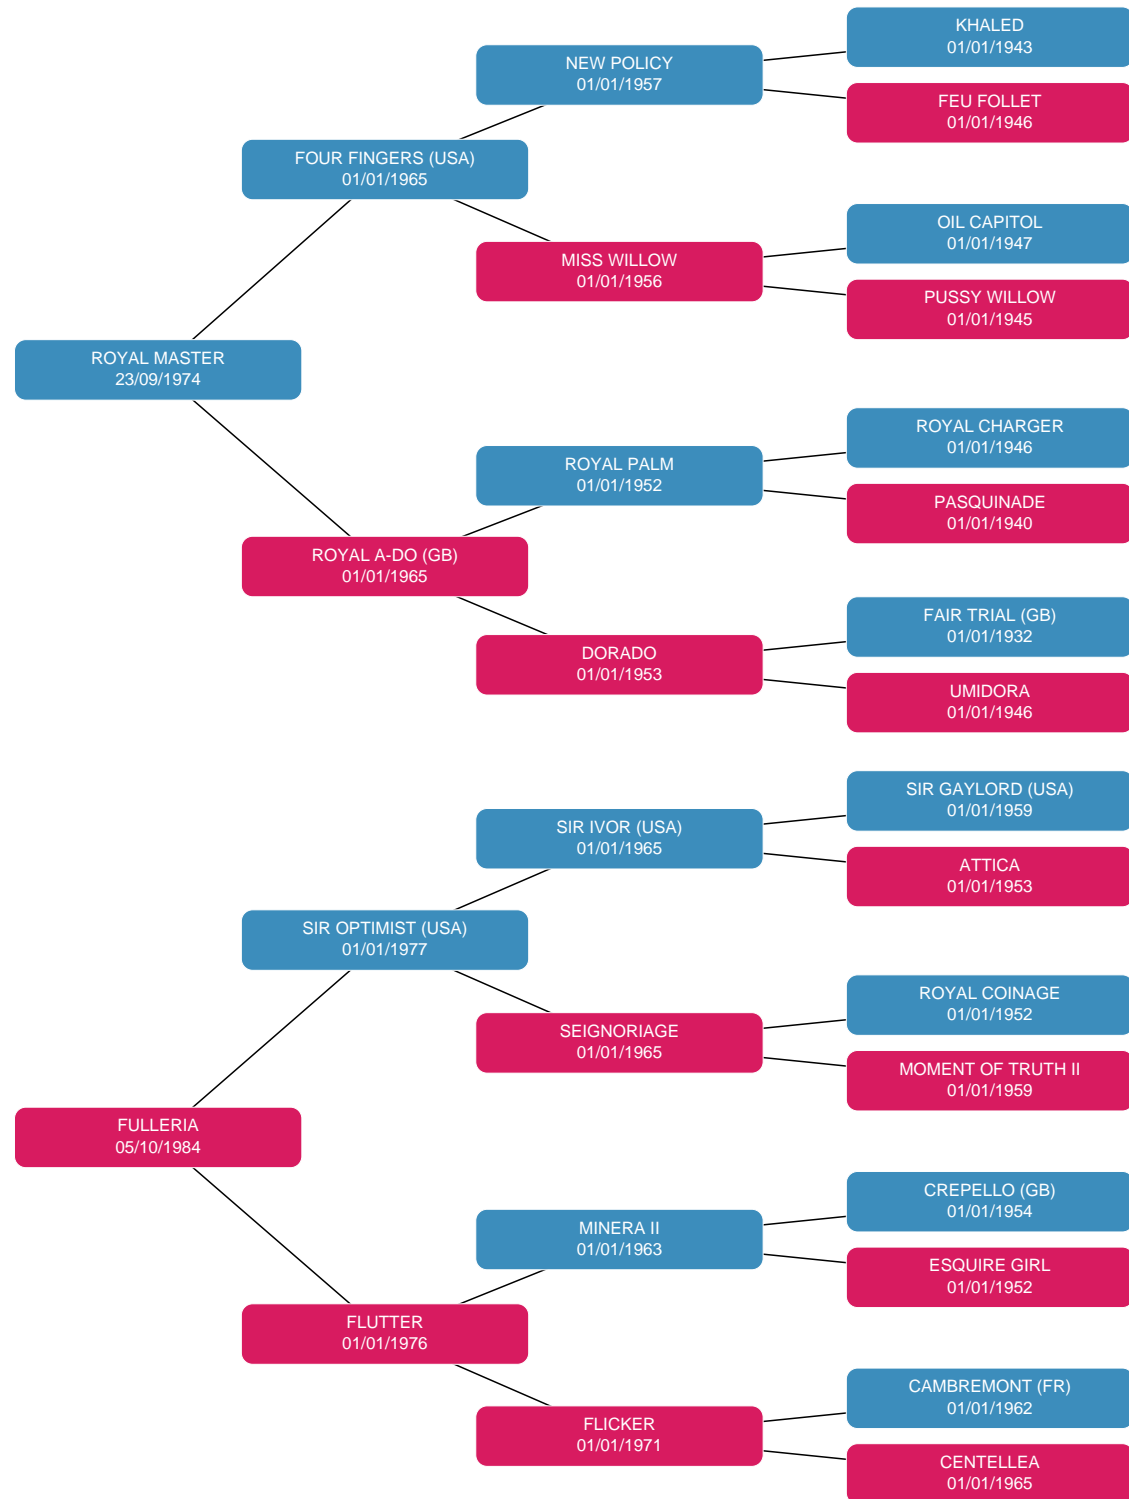 KHALED
01/01/1943
NEW POLICY
01/01/1957
FEU FOLLET
01/01/1946
FOUR FINGERS (USA)
01/01/1965
OIL CAPITOL
01/01/1947
MISS WILLOW
01/01/1956
PUSSY WILLOW
01/01/1945
ROYAL MASTER
23/09/1974
ROYAL CHARGER
01/01/1946
ROYAL PALM
01/01/1952
PASQUINADE
01/01/1940
ROYAL A-DO (GB)
01/01/1965
FAIR TRIAL (GB)
01/01/1932
DORADO
01/01/1953
UMIDORA
01/01/1946
SIR GAYLORD (USA)
01/01/1959
SIR IVOR (USA)
01/01/1965
ATTICA
01/01/1953
SIR OPTIMIST (USA)
01/01/1977
ROYAL COINAGE
01/01/1952
SEIGNORIAGE
01/01/1965
MOMENT OF TRUTH II
01/01/1959
FULLERIA
05/10/1984
CREPELLO (GB)
01/01/1954
MINERA II
01/01/1963
ESQUIRE GIRL
01/01/1952
FLUTTER
01/01/1976
CAMBREMONT (FR)
01/01/1962
FLICKER
01/01/1971
CENTELLEA
01/01/1965